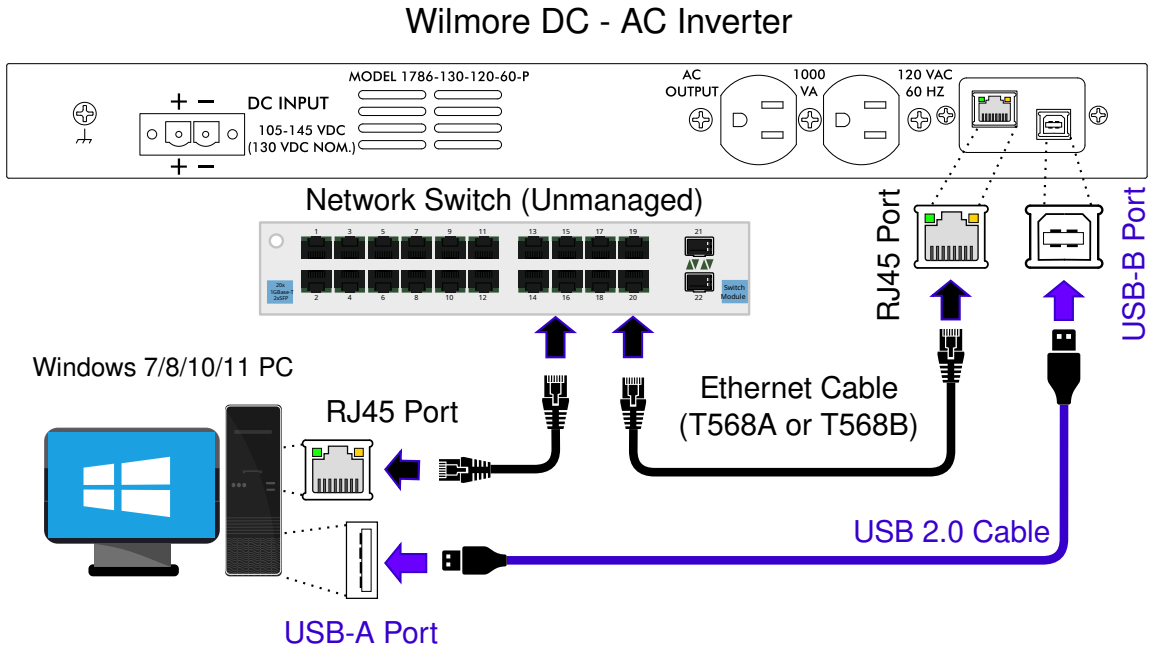 Wilmore DC - AC Inverter
MODEL 1786-130-120-60-P
+ −
DC INPUT
105-145 VDC
(130 VDC NOM.)
+ −
AC
OUTPUT
1000
VA
120 VAC
60 HZ
Network Switch (Unmanaged)
1 3 5 7 9 11 13 15 17 19 21
20x
1GBase-T
2xSFP
2 4 6 8 10 12 14 16 18 20 22
Switch
Module
RJ45 Port
USB-B Port
Windows 7/8/10/11 PC
RJ45 Port
Ethernet Cable
(T568A or T568B)
USB 2.0 Cable
USB-A Port